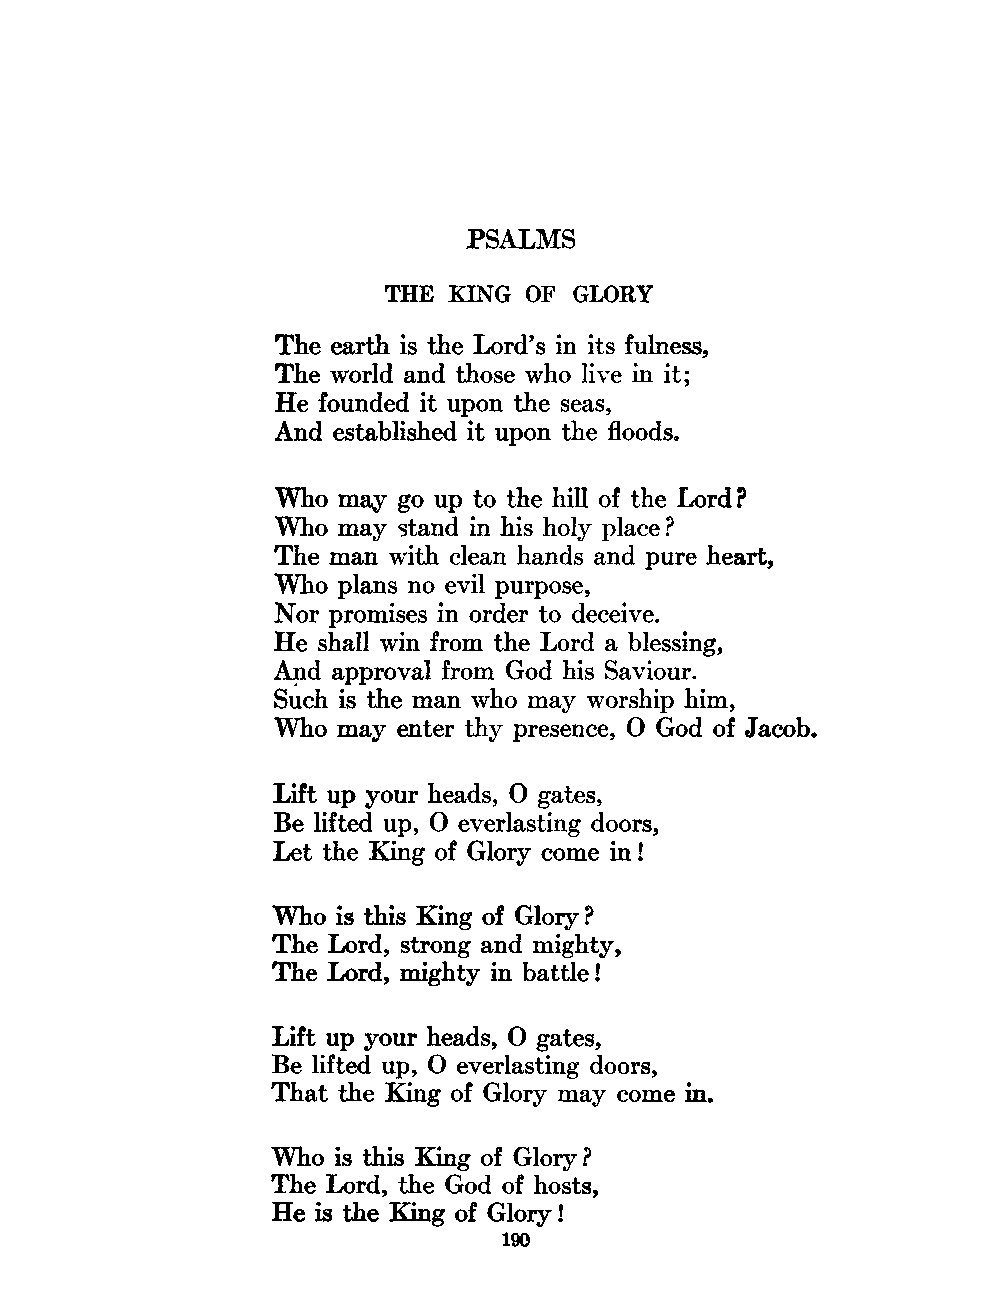 PSALMS
THE KING OF GLORY
The earth is the Lord's in its fulness,
The world and those who live in it;
He founded it upon the seas,
And established it upon the floods.
Who may go up to the hill of the Lord?
Who may stand in his holy place?
The man with clean hands and pure heart,
Who plans no evil purpose,
Nor promises in order to deceive.
He shall win from the Lord a blessing,
And approval from God his Saviour.
Such is the man who may worship him,
Who may enter thy presence, O God of Jacob.
Lift up your heads, O gates,
Be lifted up, O everlasting doors,
Let the King of Glory come in!
Who is this King of Glory?
The Lord, strong and mighty,
The Lord, mighty in battle!
Lift up your heads, O gates,
Be lifted up, O everlasting doors,
That the King of Glory may come in.
Who is this King of Glory?
The Lord, the God of hosts,
He is the King of Glory!
190